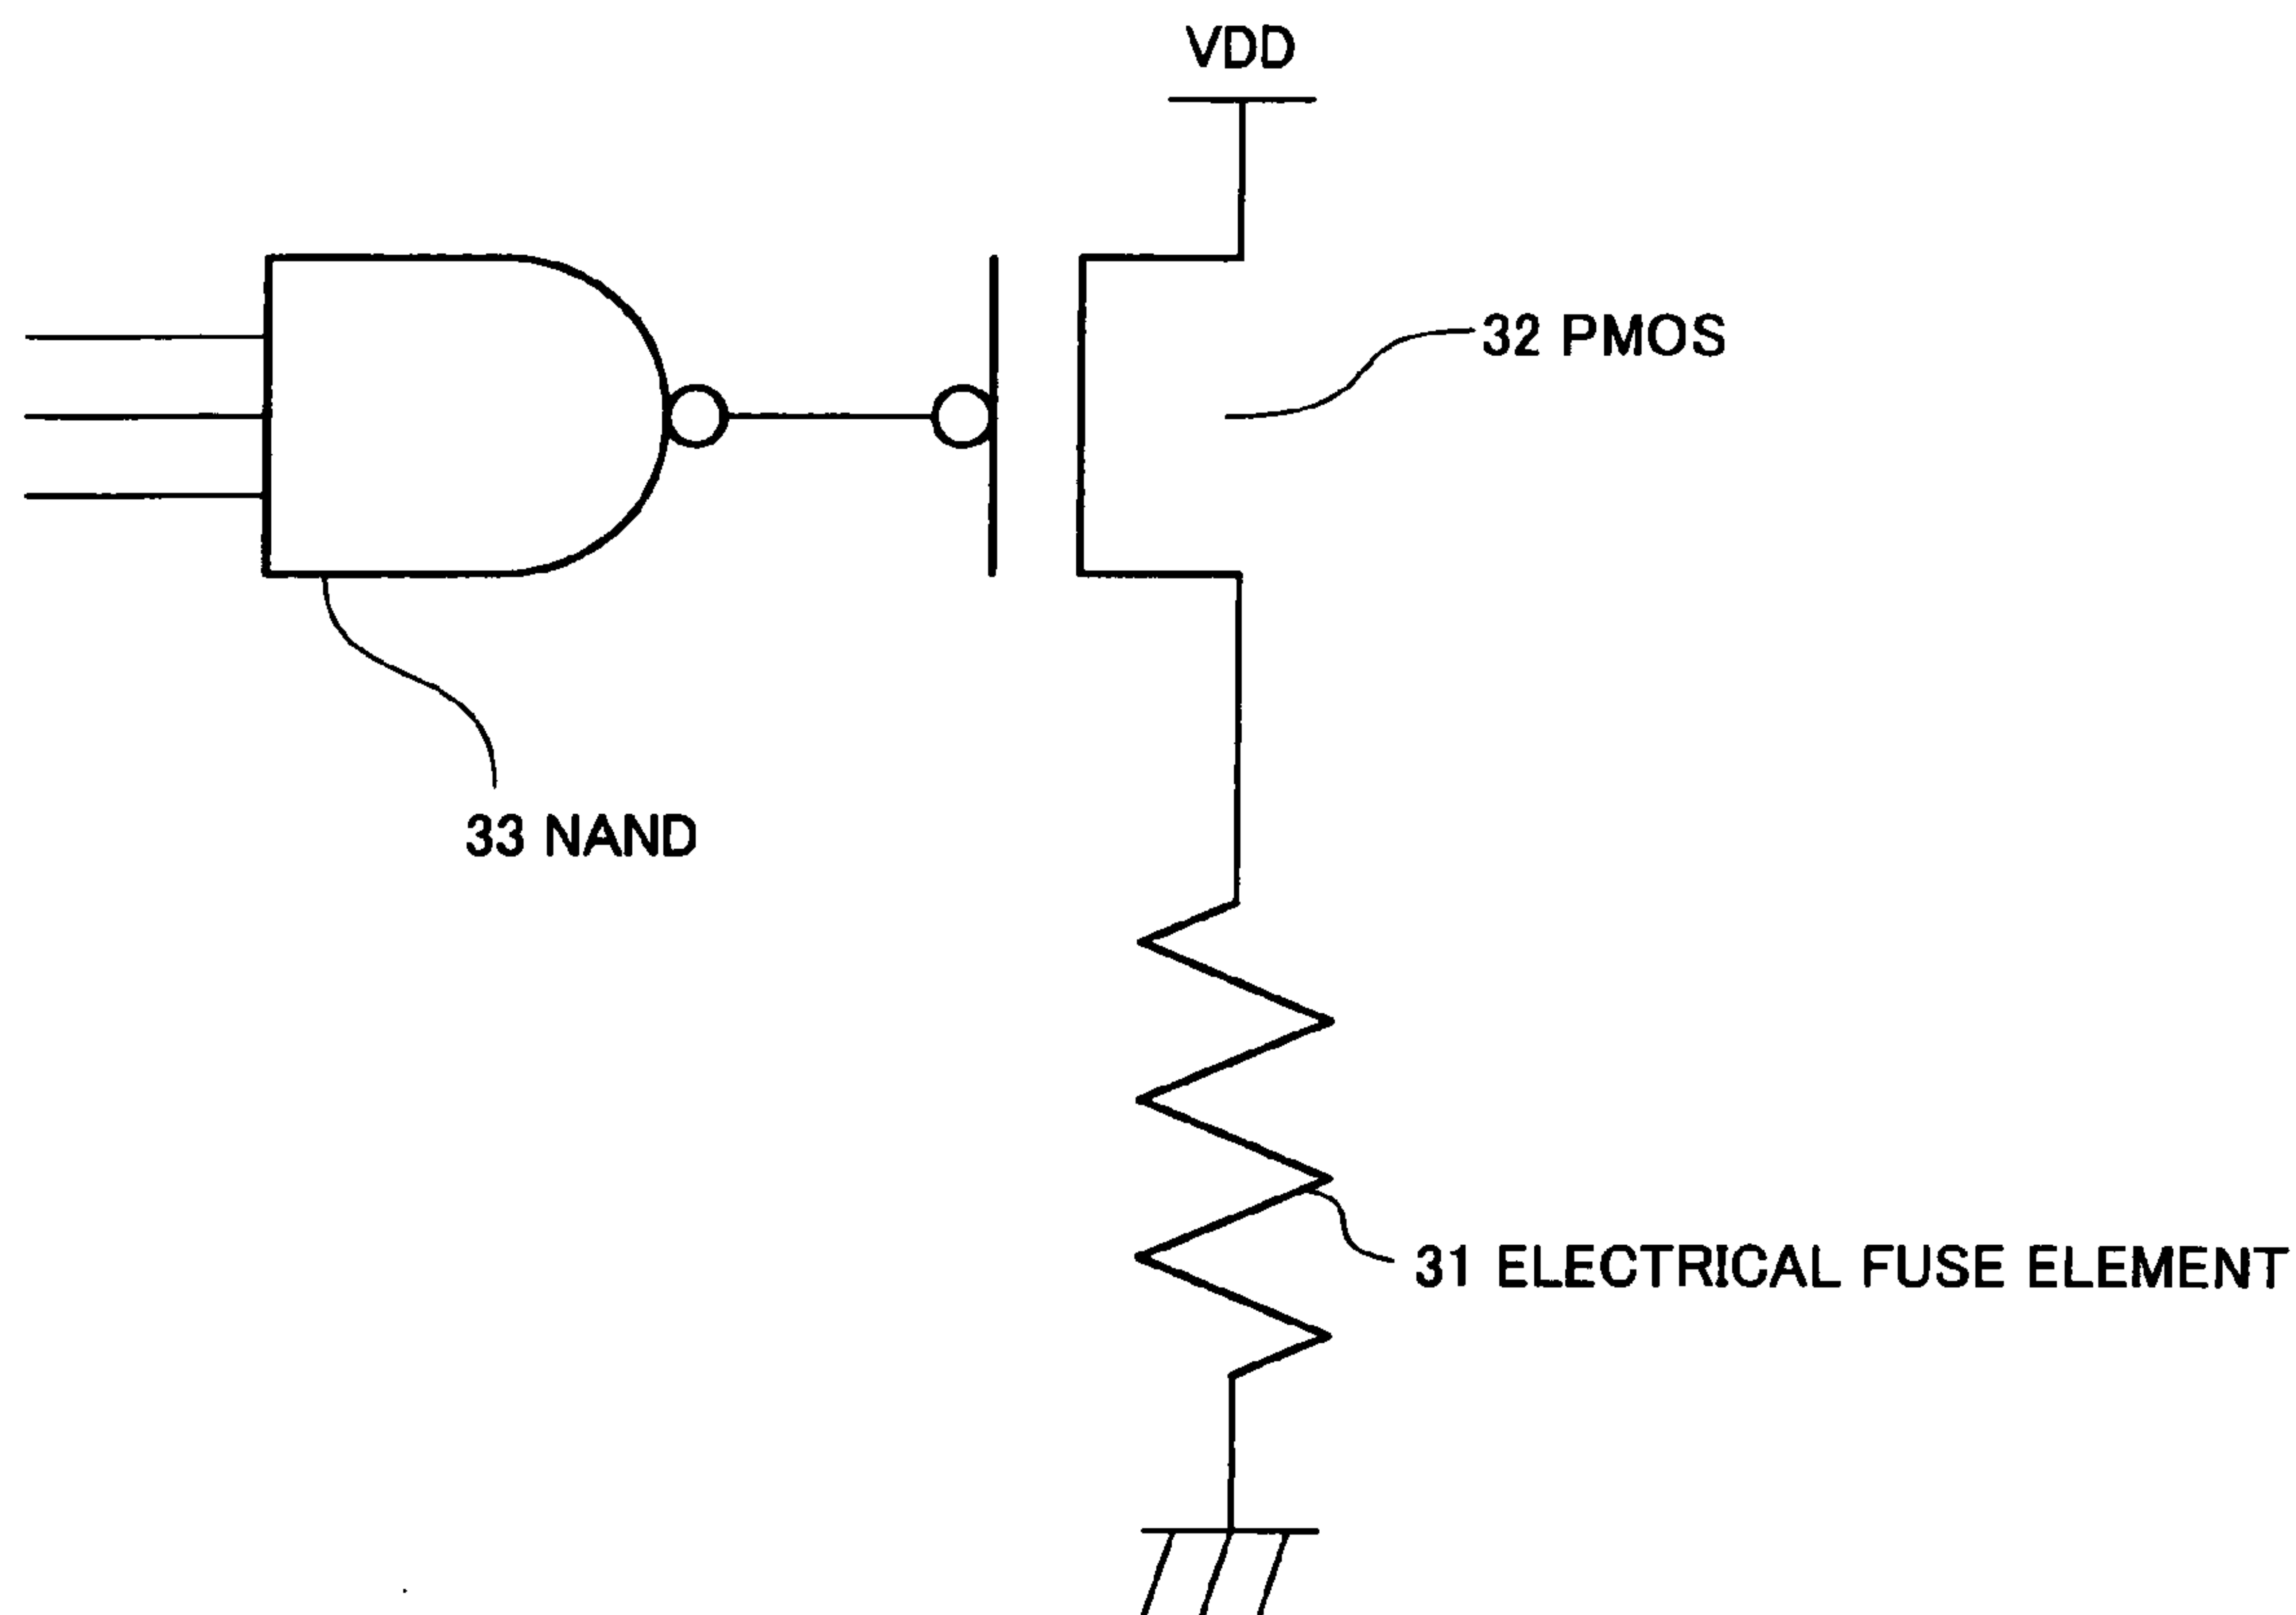 VDD
32 PMOS
33 NAND
31 ELECTRICAL FUSE ELEMENT